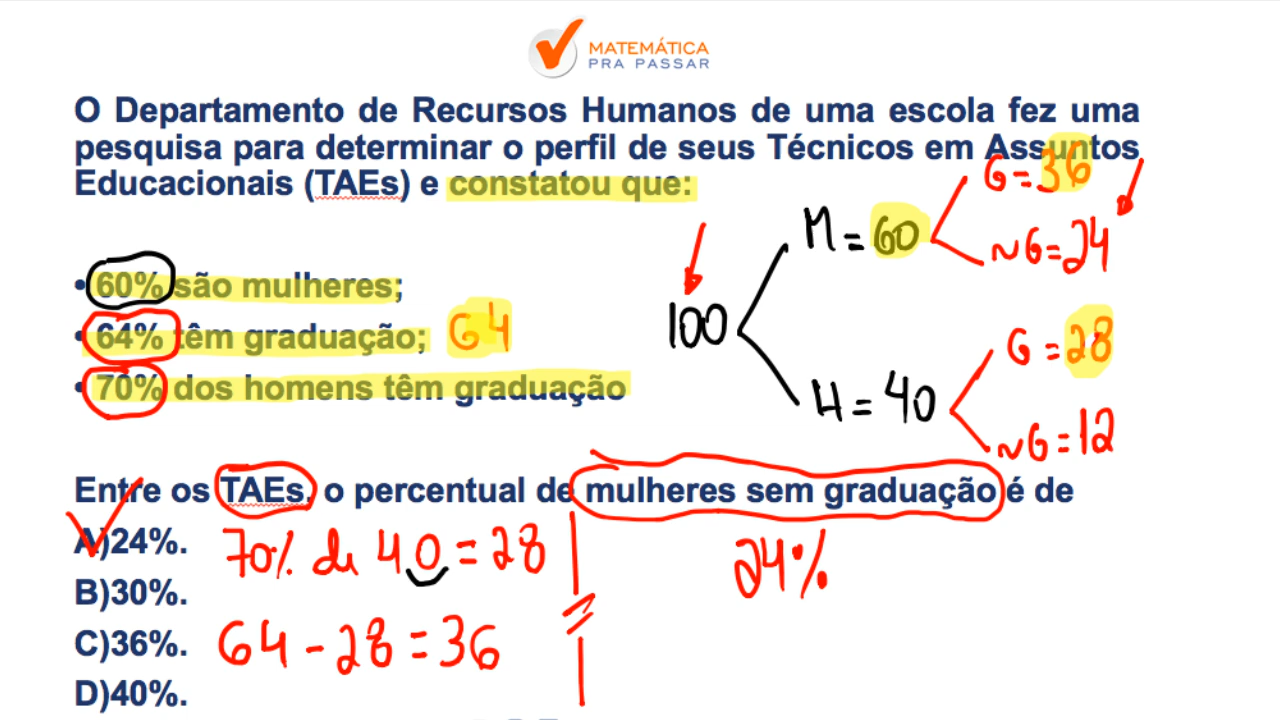 MATEMÁTICA
PRA PASSAR
O Departamento de Recursos Humanos de uma escola fez uma
pesquisa para determinar o perfil de seus Técnicos em Assuntos
Educacionais (TAEs) e constatou que:
• 60% são mulheres;
• 64% têm graduação; 64
• 70% dos homens têm graduação
100
M = 60
G = 36
NG = 24
H = 40
G = 28
NG = 12
Entre os TAEs, o percentual de mulheres sem graduação é de
A)24%.
B)30%.
C)36%.
D)40%.
70% de 40 = 28
64 - 28 = 36
24%